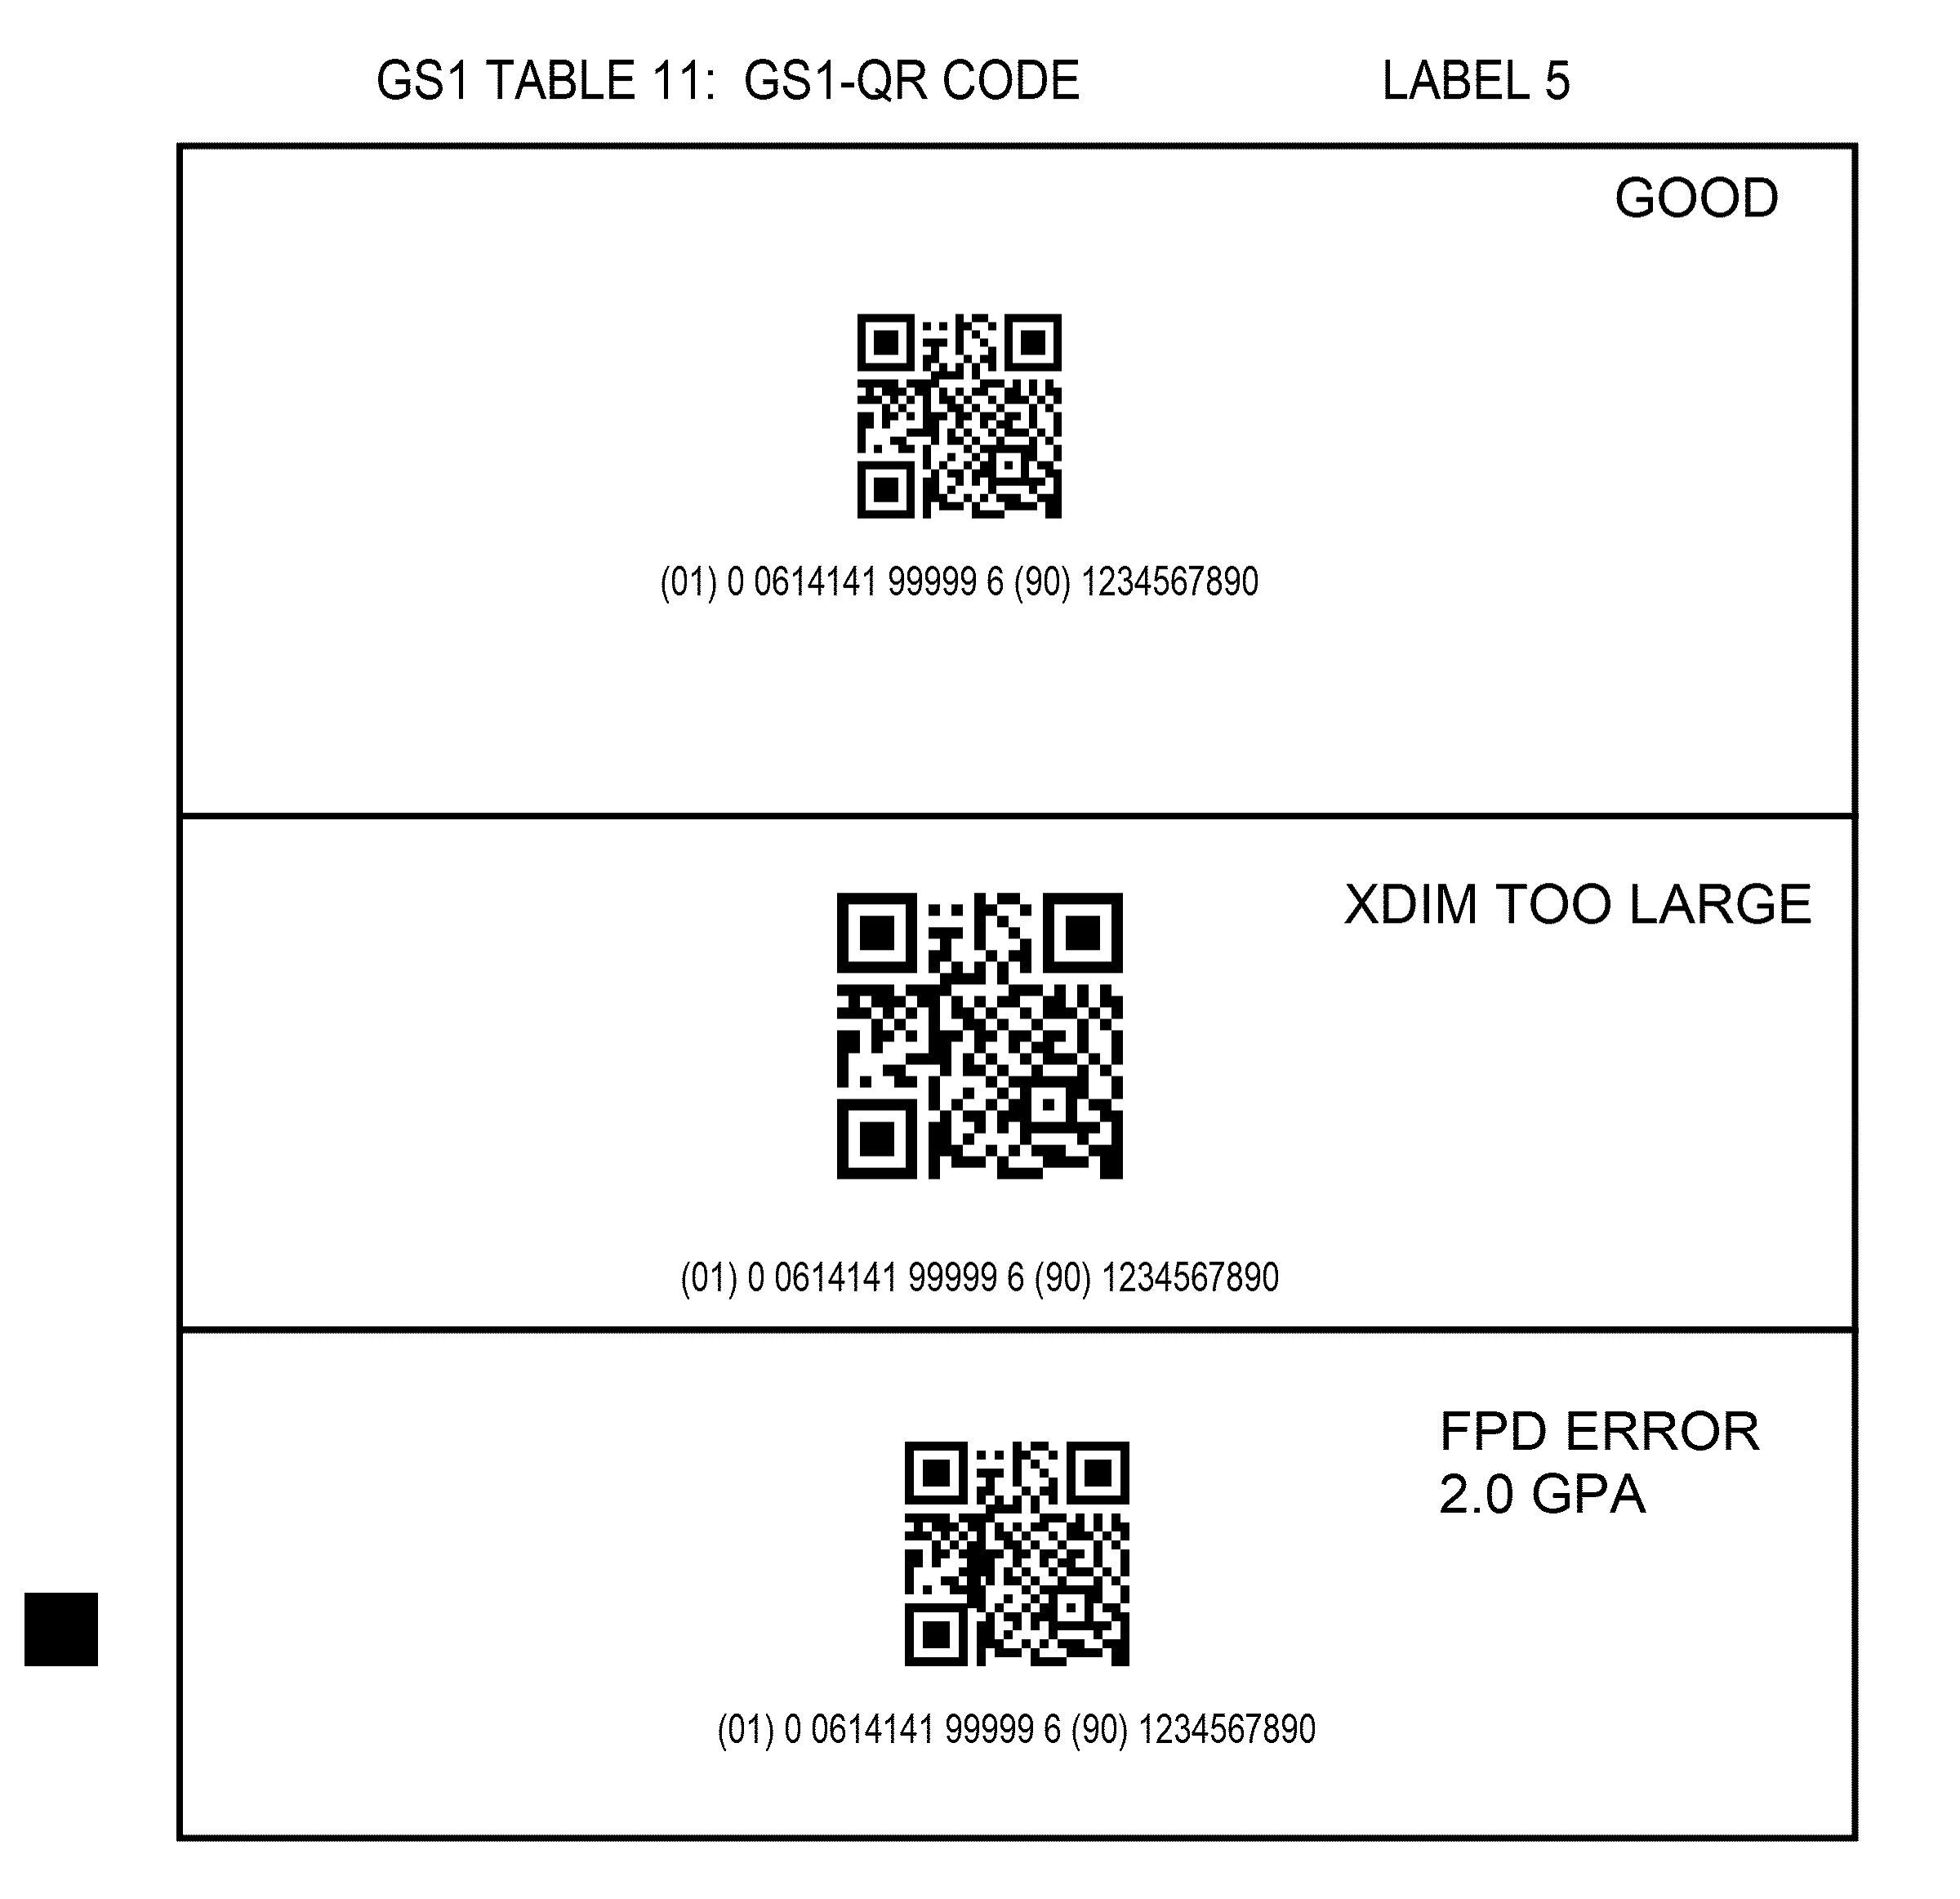 GS1 TABLE 11: GS1-QR CODE LABEL 5
GOOD
(01) 0 0614141 99999 6 (90) 1234567890
XDIM TOO LARGE
(01) 0 0614141 99999 6 (90) 1234567890
FPD ERROR
2.0 GPA
(01) 0 0614141 99999 6 (90) 1234567890